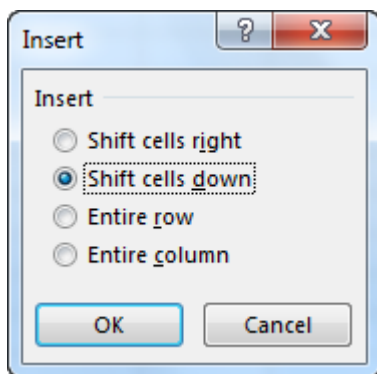 Insert
Insert
Shift cells right
Shift cells down
Entire row
Entire column
OK Cancel